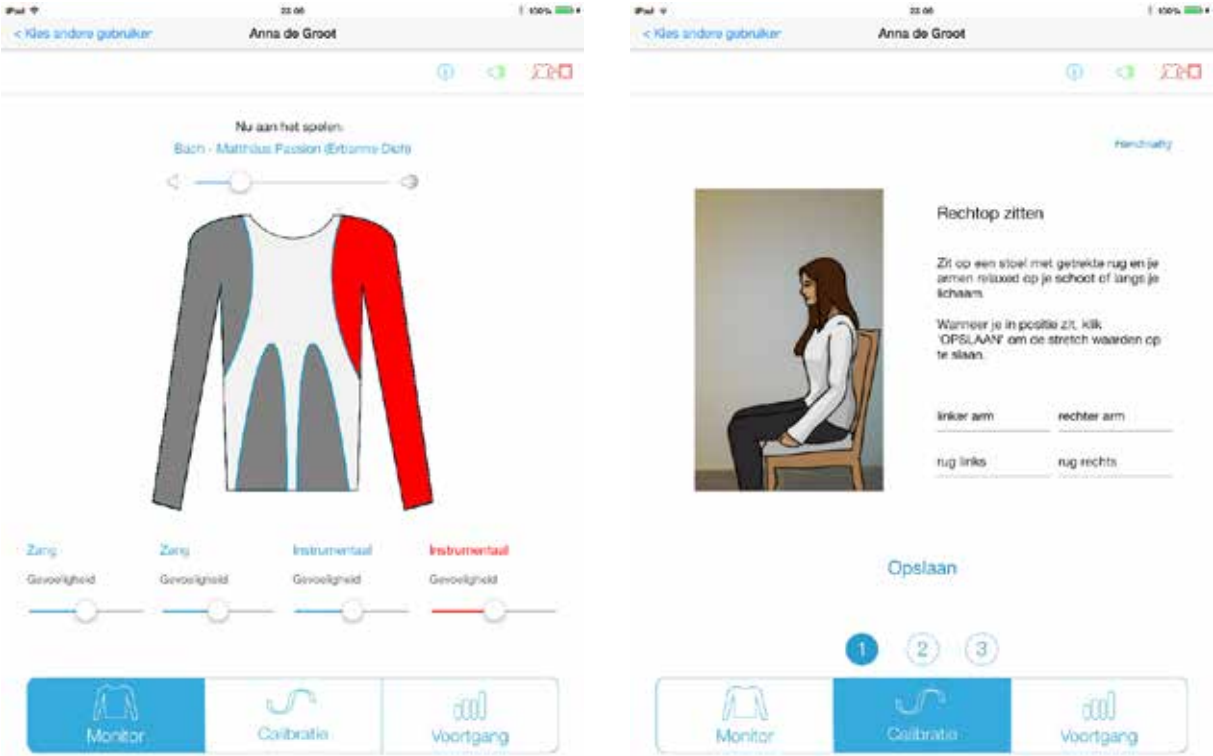 iPad
22:06
100%
< Kies andere gebruiker
Anna de Groot
Nu aan het spelen:
Bach - Matthäus Passion (Erbarme Dich)
Zang
Zang
Instrumentaal
Instrumentaal
Gevoeligheid
Gevoeligheid
Gevoeligheid
Gevoeligheid
Monitor
Calibratie
Voortgang
iPad
22:06
100%
< Kies andere gebruiker
Anna de Groot
Handmatig
Rechtop zitten
Zit op een stoel met getrekte rug en je
armen relaxed op je schoot of langs je
lichaam.
Wanneer je in positie zit, klik
'OPSLAAN' om de stretch waarden op
te slaan.
linker arm
rechter arm
rug links
rug rechts
Opslaan
1
2
3
Monitor
Calibratie
Voortgang